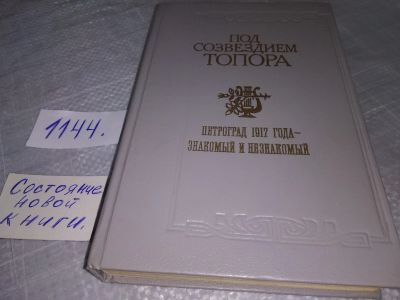 ПОД
СОЗВЕЗДИЕМ
ТОПОРА
ПЕТРОГРАД 1917 ГОДА—
ЗНАКОМЫЙ И НЕЗНАКОМЫЙ
1144.
Состояние
новой
книги.